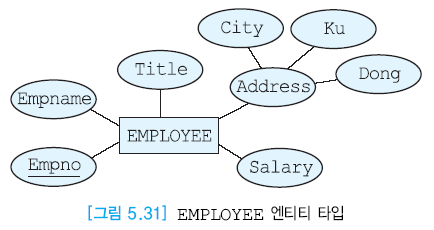 City
Ku
Title
Dong
Address
Empname
EMPLOYEE
Empno
Salary
[그림 5.31] EMPLOYEE 엔티티 타입